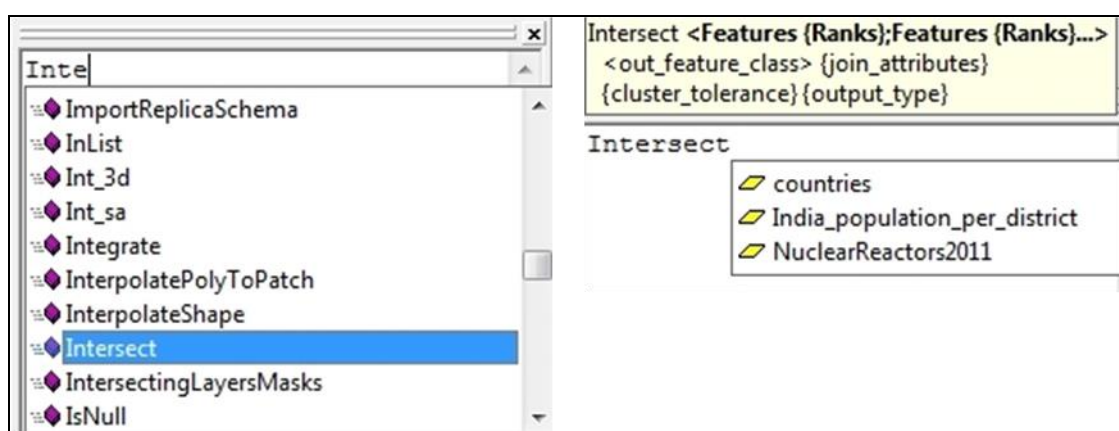 Inte
ImportReplicaSchema
InList
Int_3d
Int_sa
Integrate
InterpolatePolyToPatch
InterpolateShape
Intersect
IntersectingLayersMasks
IsNull
Intersect <Features {Ranks};Features {Ranks}...>
<out_feature_class> {join_attributes}
{cluster_tolerance} {output_type}
Intersect
countries
India_population_per_district
NuclearReactors2011